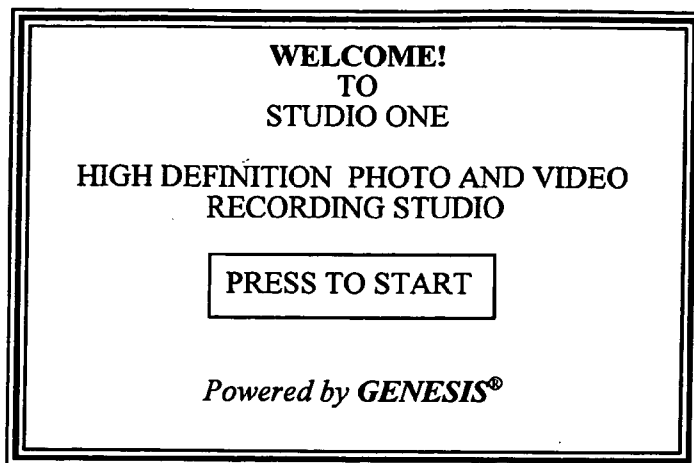 WELCOME!
TO
STUDIO ONE
HIGH DEFINITION PHOTO AND VIDEO
RECORDING STUDIO
PRESS TO START
Powered by GENESIS®